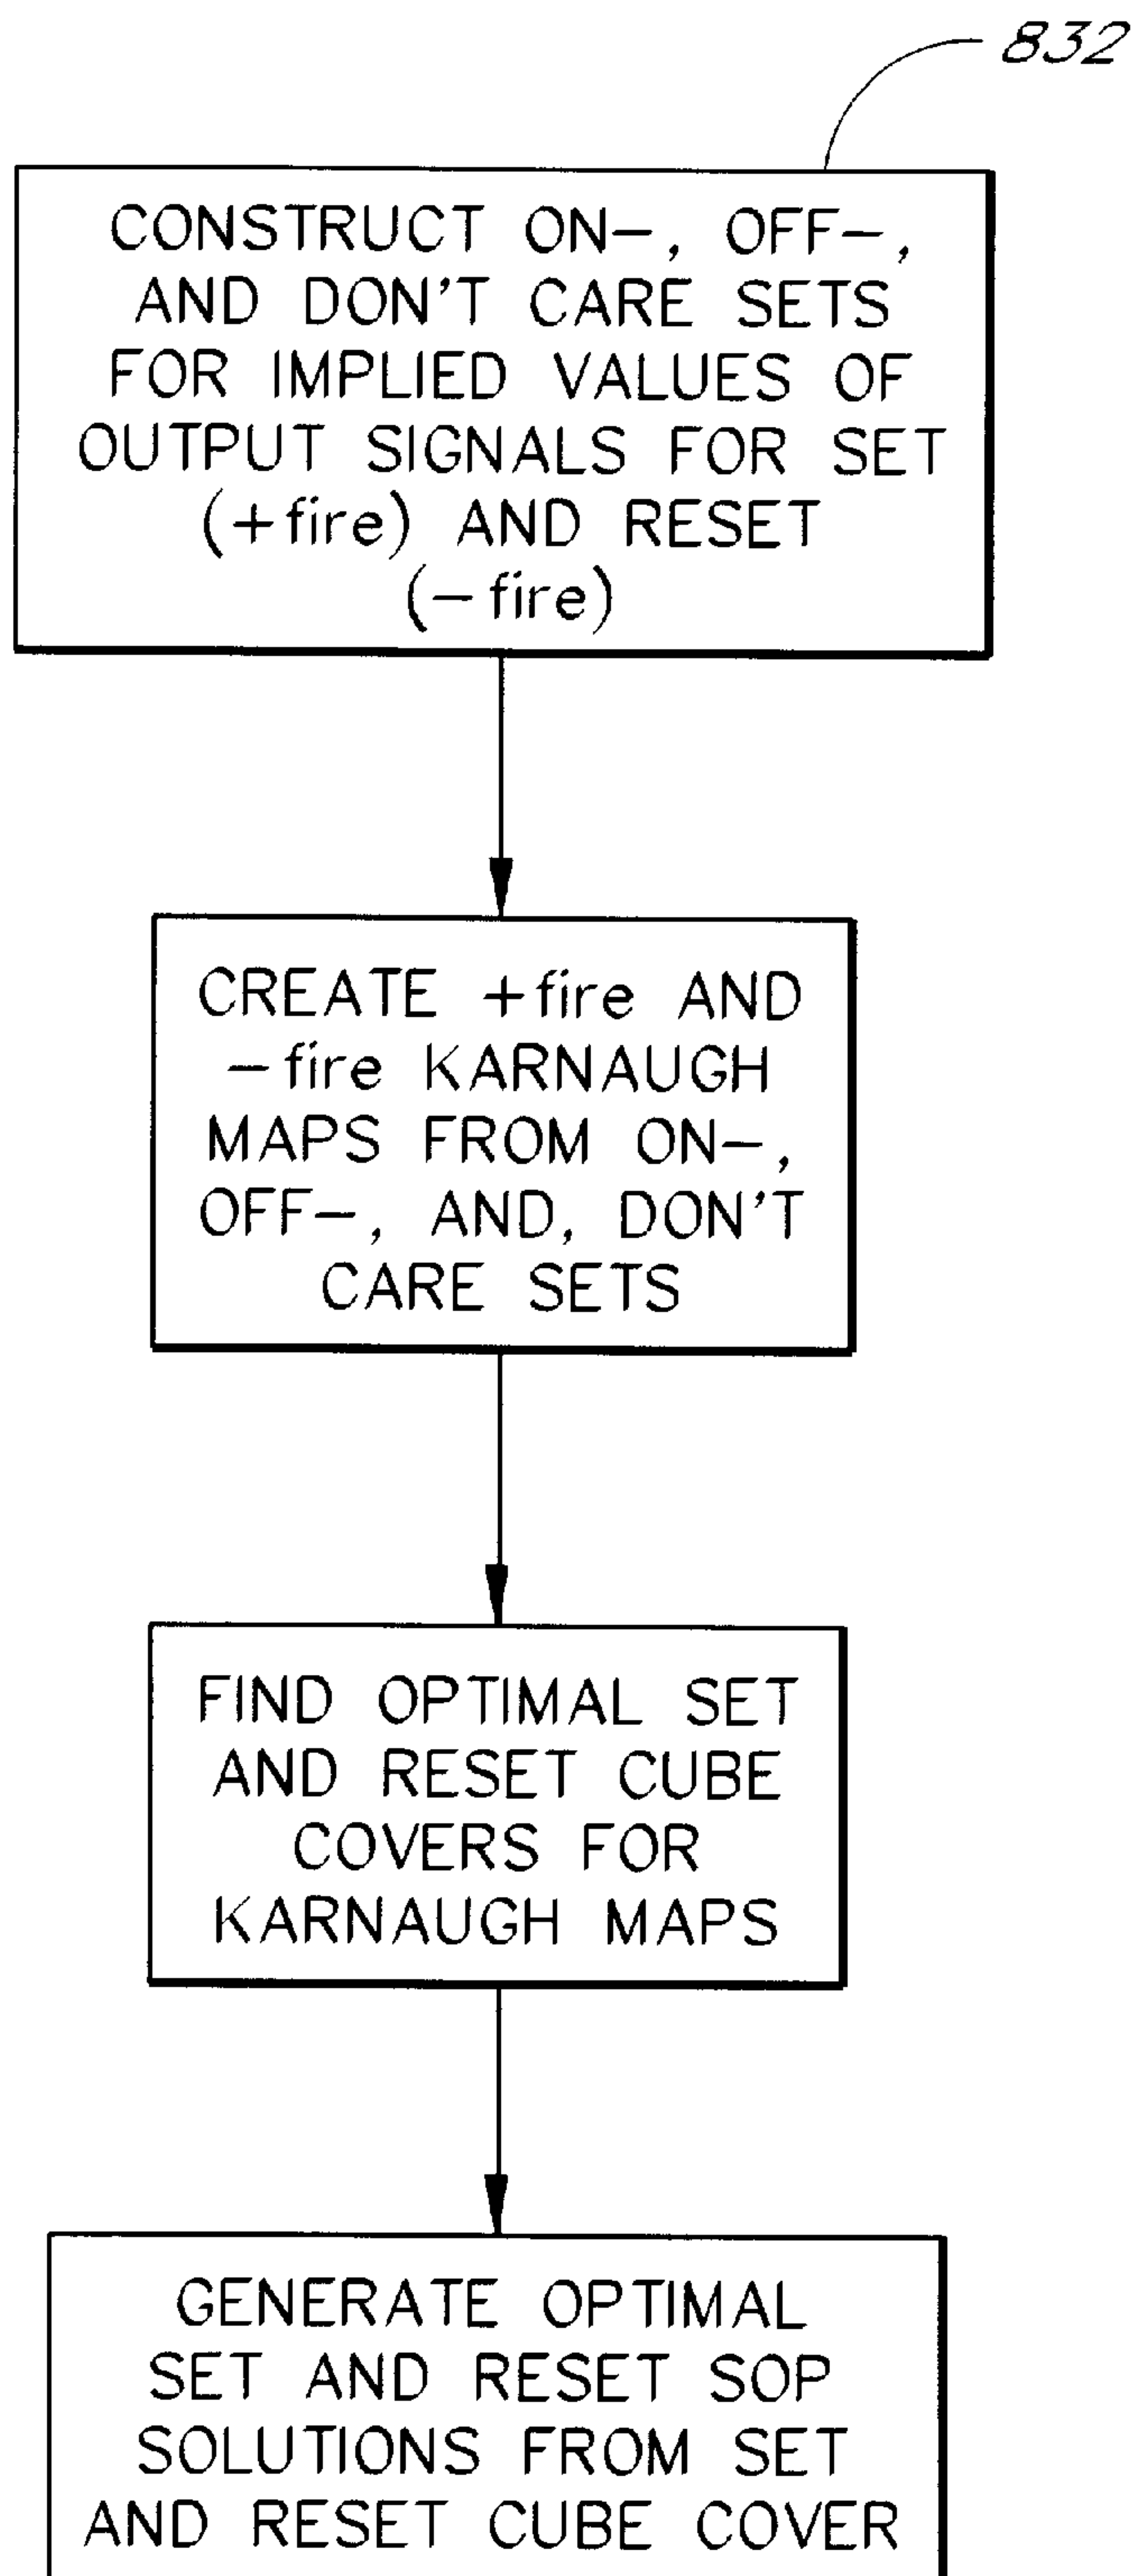 832
CONSTRUCT ON–, OFF–,
AND DON'T CARE SETS
FOR IMPLIED VALUES OF
OUTPUT SIGNALS FOR SET
(+fire) AND RESET
(–fire)
CREATE +fire AND
–fire KARNAUGH
MAPS FROM ON–,
OFF–, AND, DON'T
CARE SETS
FIND OPTIMAL SET
AND RESET CUBE
COVERS FOR
KARNAUGH MAPS
GENERATE OPTIMAL
SET AND RESET SOP
SOLUTIONS FROM SET
AND RESET CUBE COVER